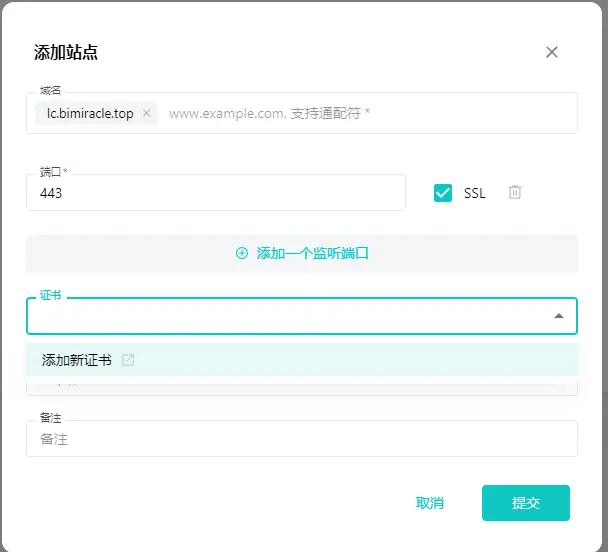 添加站点
域名
lc.bimiracle.top
www.example.com, 支持通配符 *
端口 *
443
SSL
添加一个监听端口
证书
添加新证书
备注
备注
取消
提交